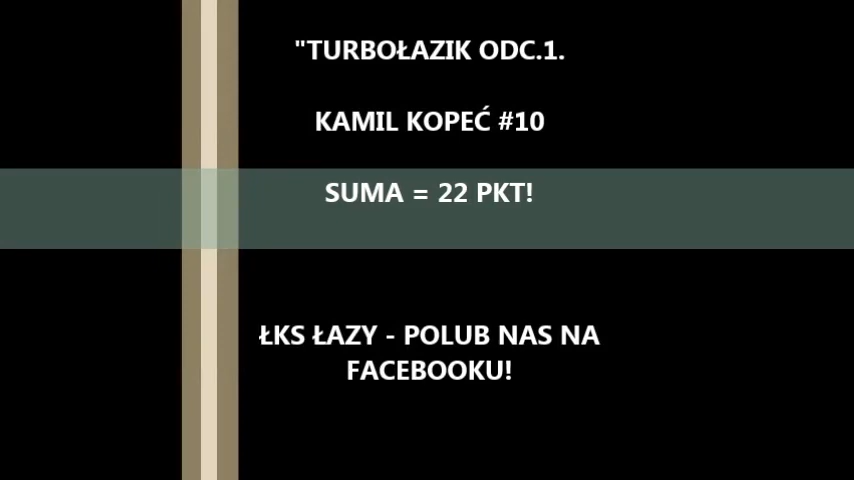 "TURBOŁAZIK ODC.1.
KAMIL KOPEĆ #10
SUMA = 22 PKT!
ŁKS ŁAZY - POLUB NAS NA
FACEBOOKU!